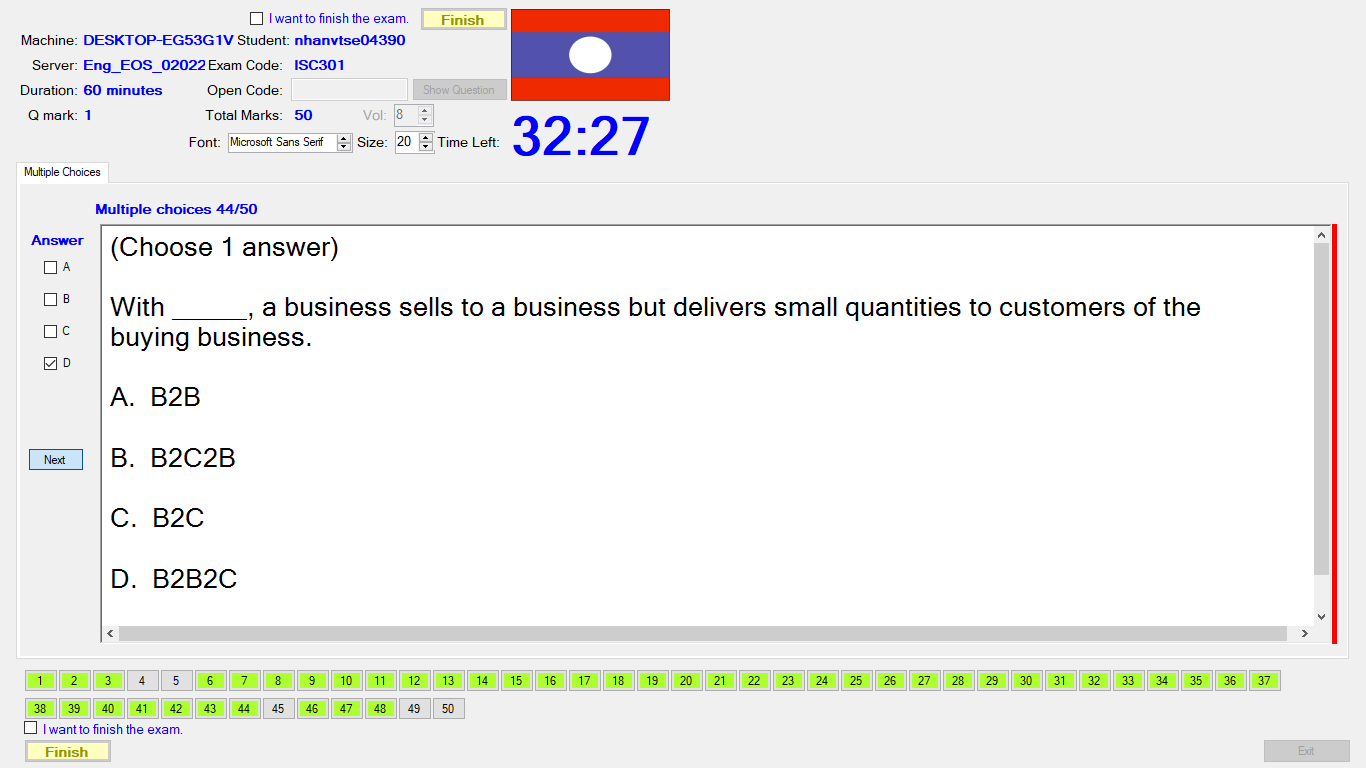 I want to finish the exam.
Finish
Machine: DESKTOP-EG53G1V Student: nhanvtse04390
Server: Eng_EOS_02022 Exam Code: ISC301
Duration: 60 minutes Open Code: Show Question
Q mark: 1 Total Marks: 50 Vol: 8
Font: Microsoft Sans Serif Size: 20 Time Left: 32:27
Multiple Choices
Multiple choices 44/50
Answer
A
B
C
D
Next
(Choose 1 answer)
With _____, a business sells to a business but delivers small quantities to customers of the
buying business.
A. B2B
B. B2C2B
C. B2C
D. B2B2C
1 2 3 4 5 6 7 8 9 10 11 12 13 14 15 16 17 18 19 20 21 22 23 24 25 26 27 28 29 30 31 32 33 34 35 36 37
38 39 40 41 42 43 44 45 46 47 48 49 50
I want to finish the exam.
Finish
Exit